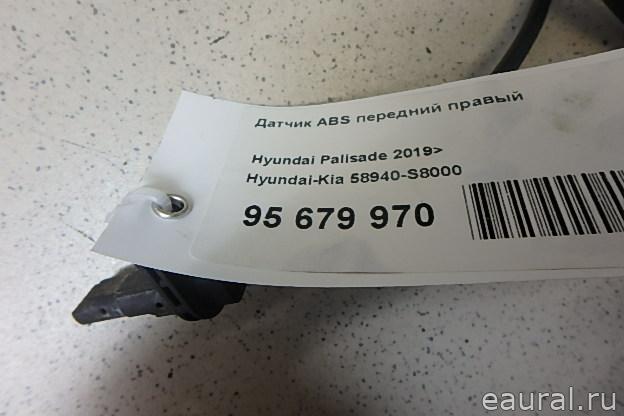 Датчик ABS передний правый
Hyundai Palisade 2019>
Hyundai-Kia 58940-S8000
95 679 970
eaural.ru